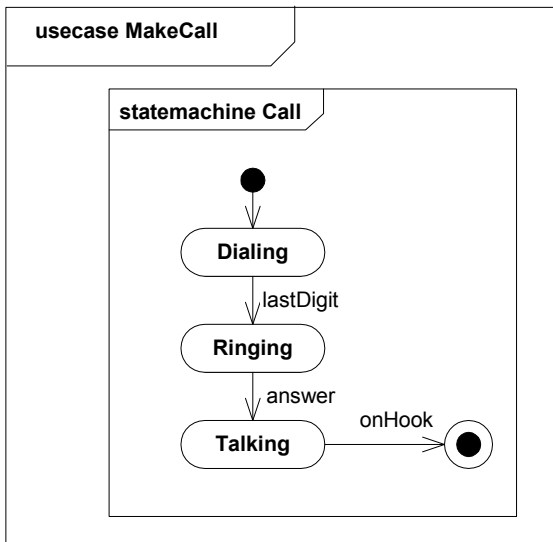 usecase MakeCall
statemachine Call
Dialing
lastDigit
Ringing
answer
onHook
Talking